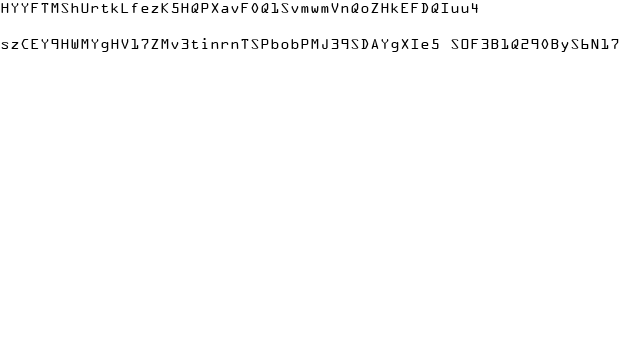 HYYFTMShUrtkLfezK5HQPXavF0Q1SvmwmVnQoZHkEFDQIuu4
szCEY9HWMYgHV17ZMv3tinrnTSPbobPMJ39SDAYgXIe5 SOF3B1Q290ByS6N17